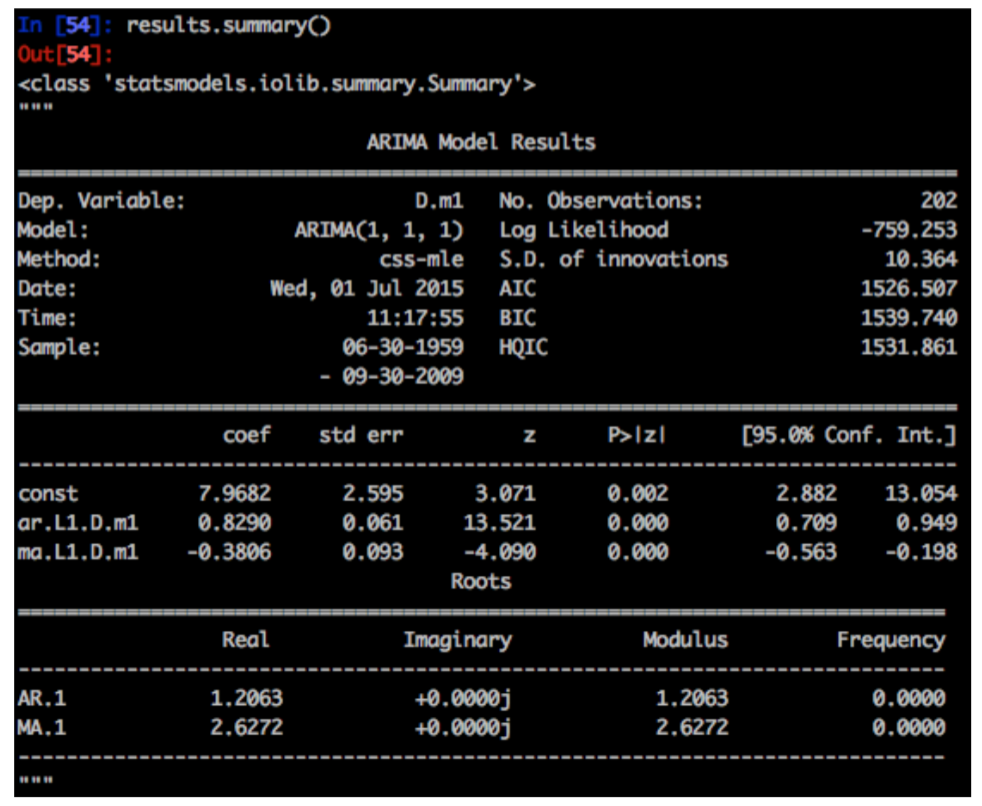 In [54]: results.summary()
Out[54]:
<class 'statsmodels.iolib.summary.Summary'>
"""
ARIMA Model Results
==============================================================================
Dep. Variable: D.m1 No. Observations: 202
Model: ARIMA(1, 1, 1) Log Likelihood -759.253
Method: css-mle S.D. of innovations 10.364
Date: Wed, 01 Jul 2015 AIC 1526.507
Time: 11:17:55 BIC 1539.740
Sample: 06-30-1959 HQIC 1531.861
- 09-30-2009
==============================================================================
coef std err z P>|z| [95.0% Conf. Int.]
------------------------------------------------------------------------------
const 7.9682 2.595 3.071 0.002 2.882 13.054
ar.L1.D.m1 0.8290 0.061 13.521 0.000 0.709 0.949
ma.L1.D.m1 -0.3806 0.093 -4.090 0.000 -0.563 -0.198
Roots
=============================================================================
Real Imaginary Modulus Frequency
-----------------------------------------------------------------------------
AR.1 1.2063 +0.0000j 1.2063 0.0000
MA.1 2.6272 +0.0000j 2.6272 0.0000
-----------------------------------------------------------------------------
"""